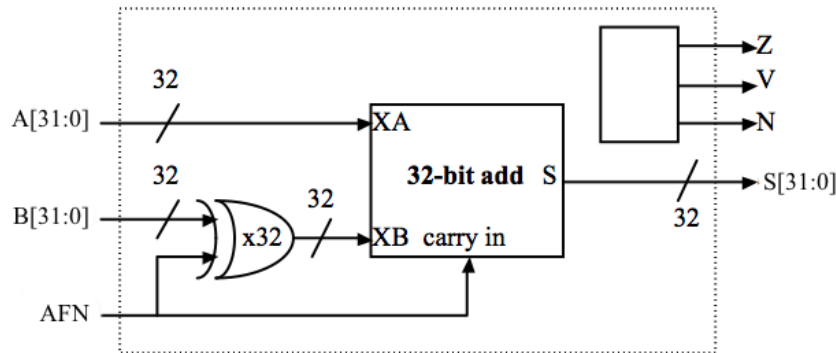 Z
V
N
32
A[31:0]
XA
32-bit add
S
32
32
B[31:0]
x32
XB
carry in
32
S[31:0]
AFN